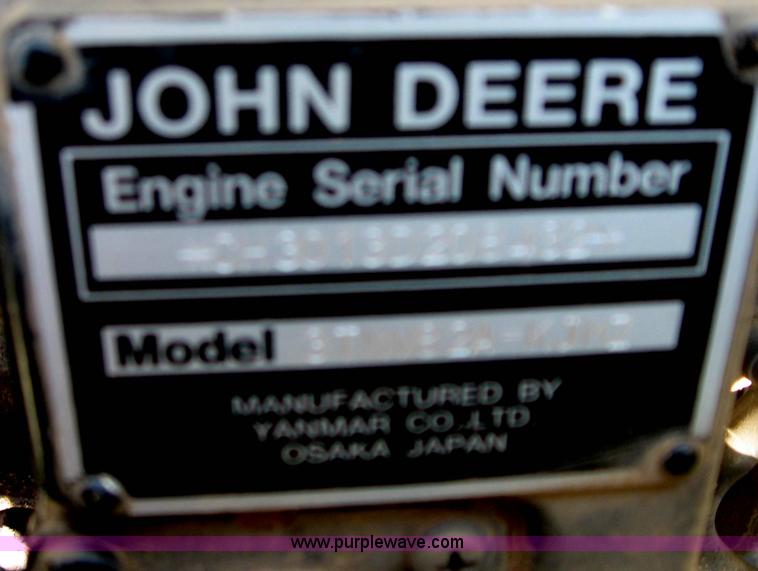 JOHN DEERE
Engine Serial Number
Model
MANUFACTURED BY
YANMAR CO.,LTD.
OSAKA JAPAN
www.purplewave.com